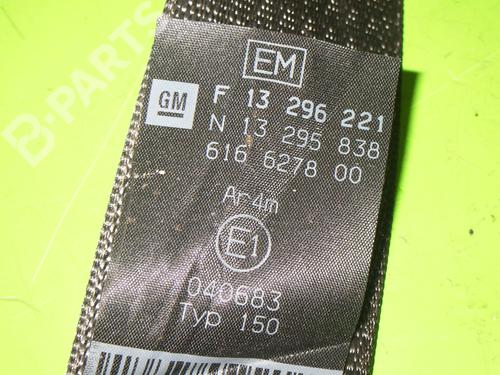 EM
GM F 13 296 221
N 13 295 838
616 6278 00
Ar4m
E1
040683
Typ 150
B-PARTS